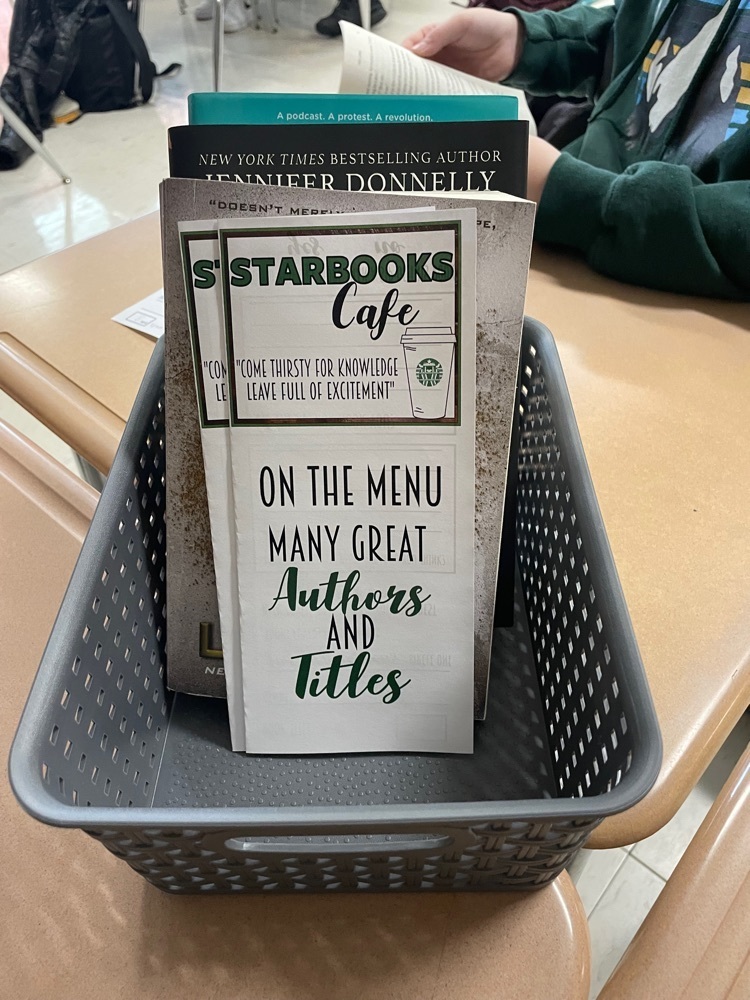 A podcast. A protest. A revolution.
NEW YORK TIMES BESTSELLING AUTHOR
JENNIFER DONNELLY
"DOESN'T
STARBOOKS
Cafe
"COME THIRSTY FOR KNOWLEDGE
LEAVE FULL OF EXCITEMENT"
ON THE MENU
MANY GREAT
Authors
AND
Titles